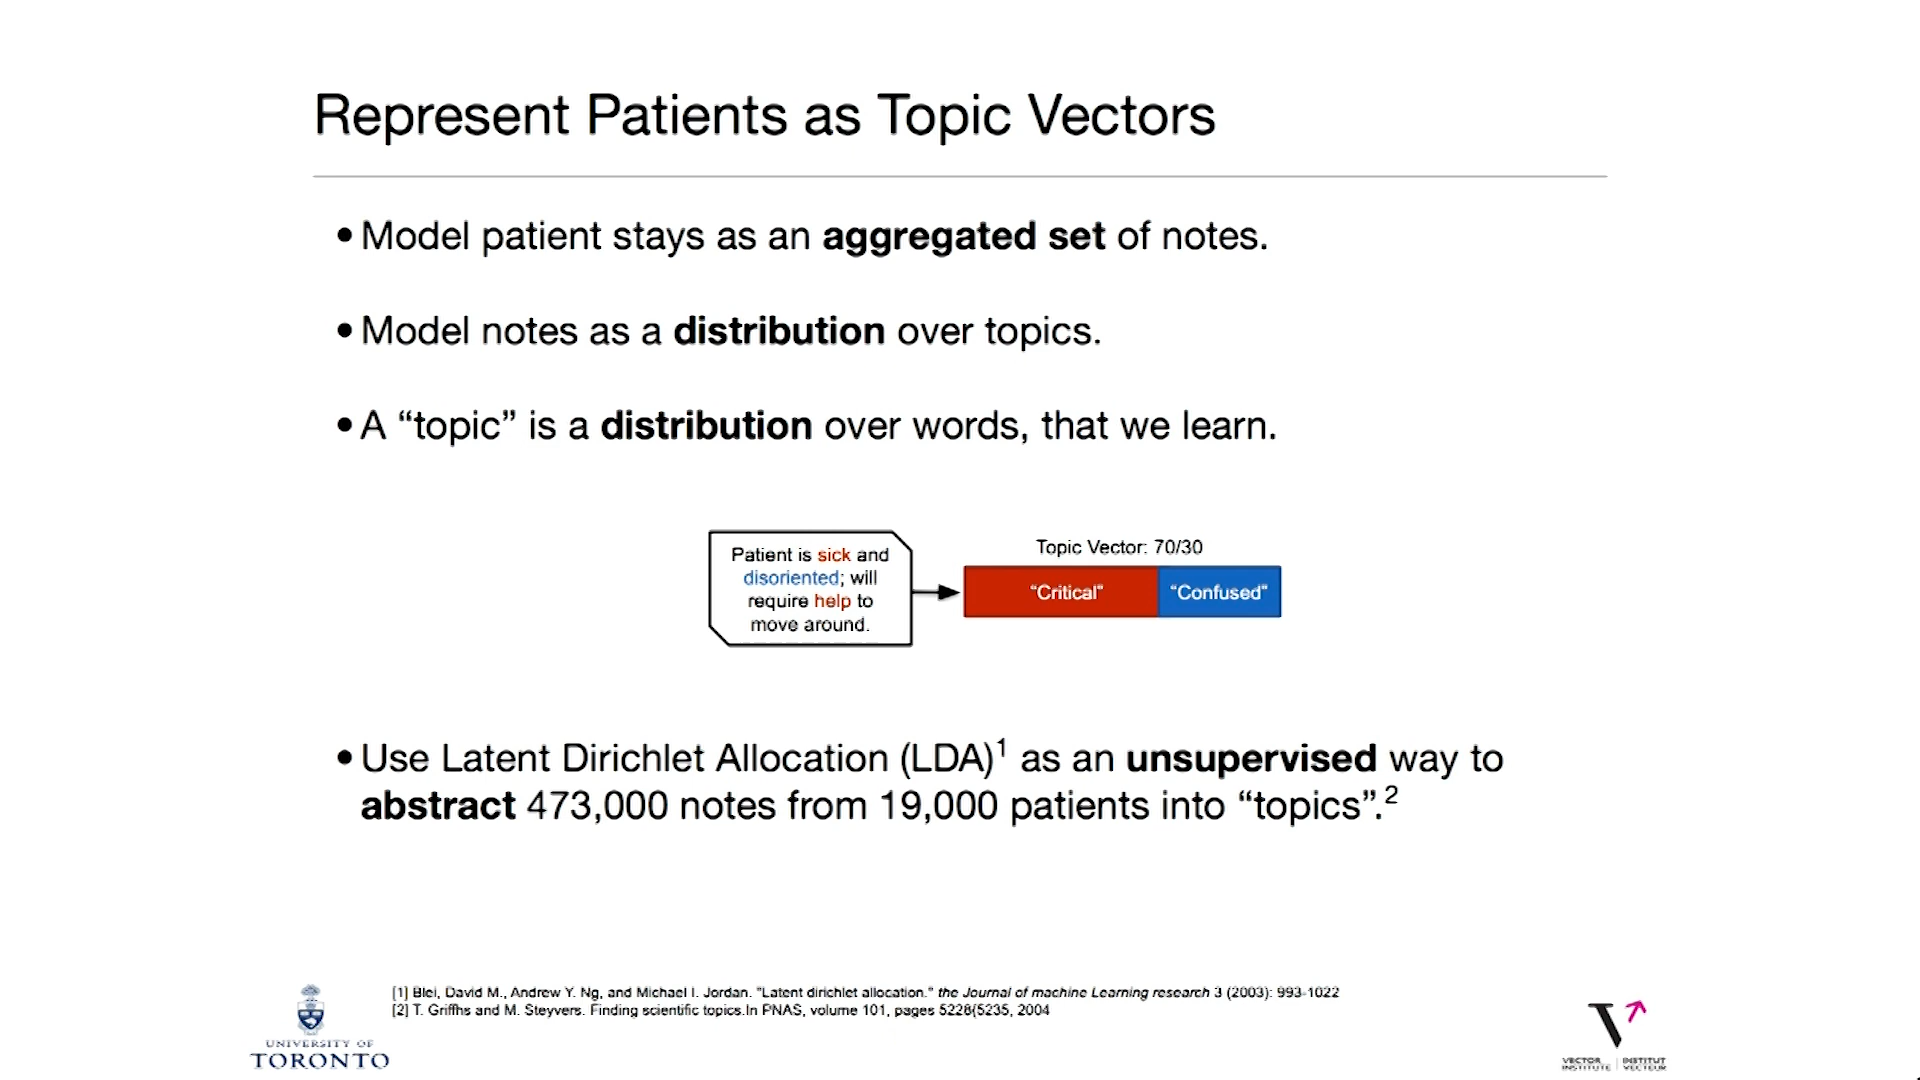 Represent Patients as Topic Vectors
• Model patient stays as an aggregated set of notes.
• Model notes as a distribution over topics.
• A “topic” is a distribution over words, that we learn.
Patient is sick and
disoriented; will
require help to
move around.
Topic Vector: 70/30
“Critical”
“Confused”
• Use Latent Dirichlet Allocation (LDA)1 as an unsupervised way to
abstract 473,000 notes from 19,000 patients into “topics”.2
[1] Blei, David M., Andrew Y. Ng, and Michael I. Jordan. "Latent dirichlet allocation." the Journal of machine Learning research 3 (2003): 993-1022
[2] T. Griffhs and M. Steyvers. Finding scientific topics.In PNAS, volume 101, pages 5228(5235, 2004
UNIVERSITY OF
TORONTO
VECTOR INSTITUTE | INSTITUT VECTEUR